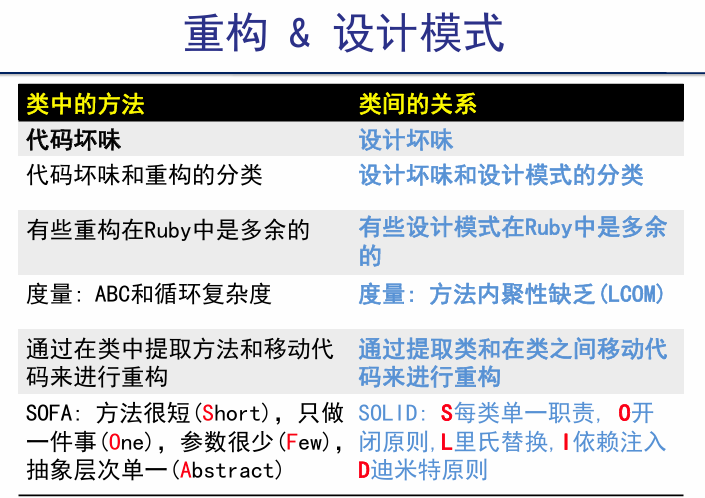 重构 & 设计模式
类中的方法
类间的关系
代码坏味
设计坏味
代码坏味和重构的分类
设计坏味和设计模式的分类
有些重构在Ruby中是多余的
有些设计模式在Ruby中是多余
的
度量: ABC和循环复杂度
度量: 方法内聚性缺乏(LCOM)
通过在类中提取方法和移动代
码来进行重构
通过提取类和在类之间移动代
码来进行重构
SOFA: 方法很短(Short), 只做
一件事(One), 参数很少(Few),
抽象层次单一(Abstract)
SOLID: S每类单一职责, O开
闭原则,L里氏替换,I依赖注入
D迪米特原则